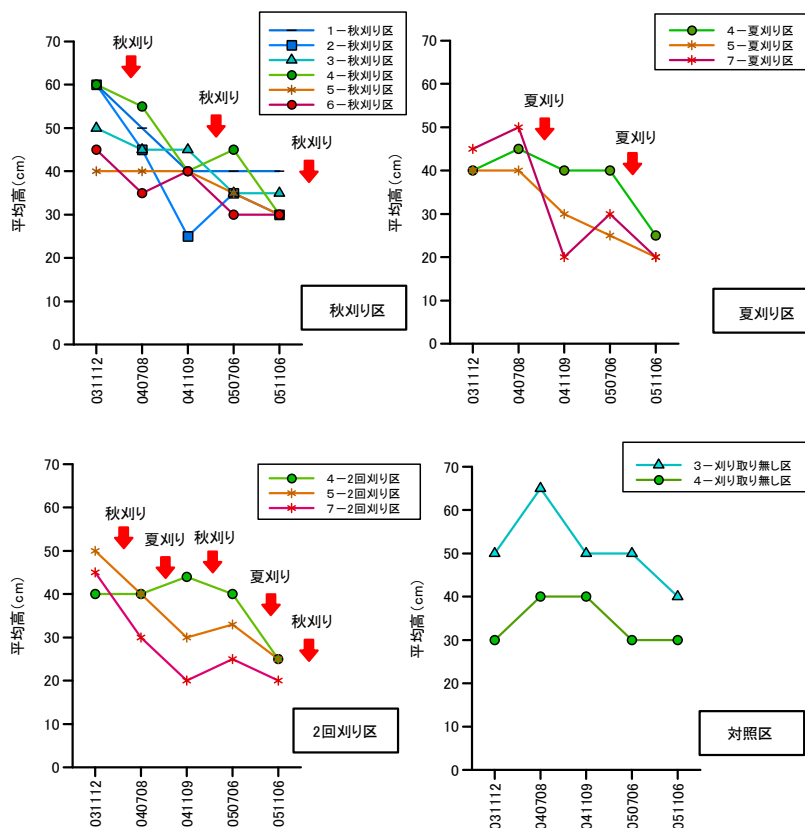 秋刈り
秋刈り
秋刈り
1－秋刈り区
2－秋刈り区
3－秋刈り区
4－秋刈り区
5－秋刈り区
6－秋刈り区
平均高(cm)
70
60
50
40
30
20
10
0
031112
040708
041109
050706
051106
秋刈り区
夏刈り
夏刈り
4－夏刈り区
5－夏刈り区
7－夏刈り区
平均高(cm)
70
60
50
40
30
20
10
0
031112
040708
041109
050706
051106
夏刈り区
秋刈り
夏刈り
秋刈り
夏刈り
秋刈り
4－2回刈り区
5－2回刈り区
7－2回刈り区
平均高(cm)
70
60
50
40
30
20
10
0
031112
040708
041109
050706
051106
2回刈り区
3－刈り取り無し区
4－刈り取り無し区
平均高(cm)
70
60
50
40
30
20
10
0
031112
040708
041109
050706
051106
対照区